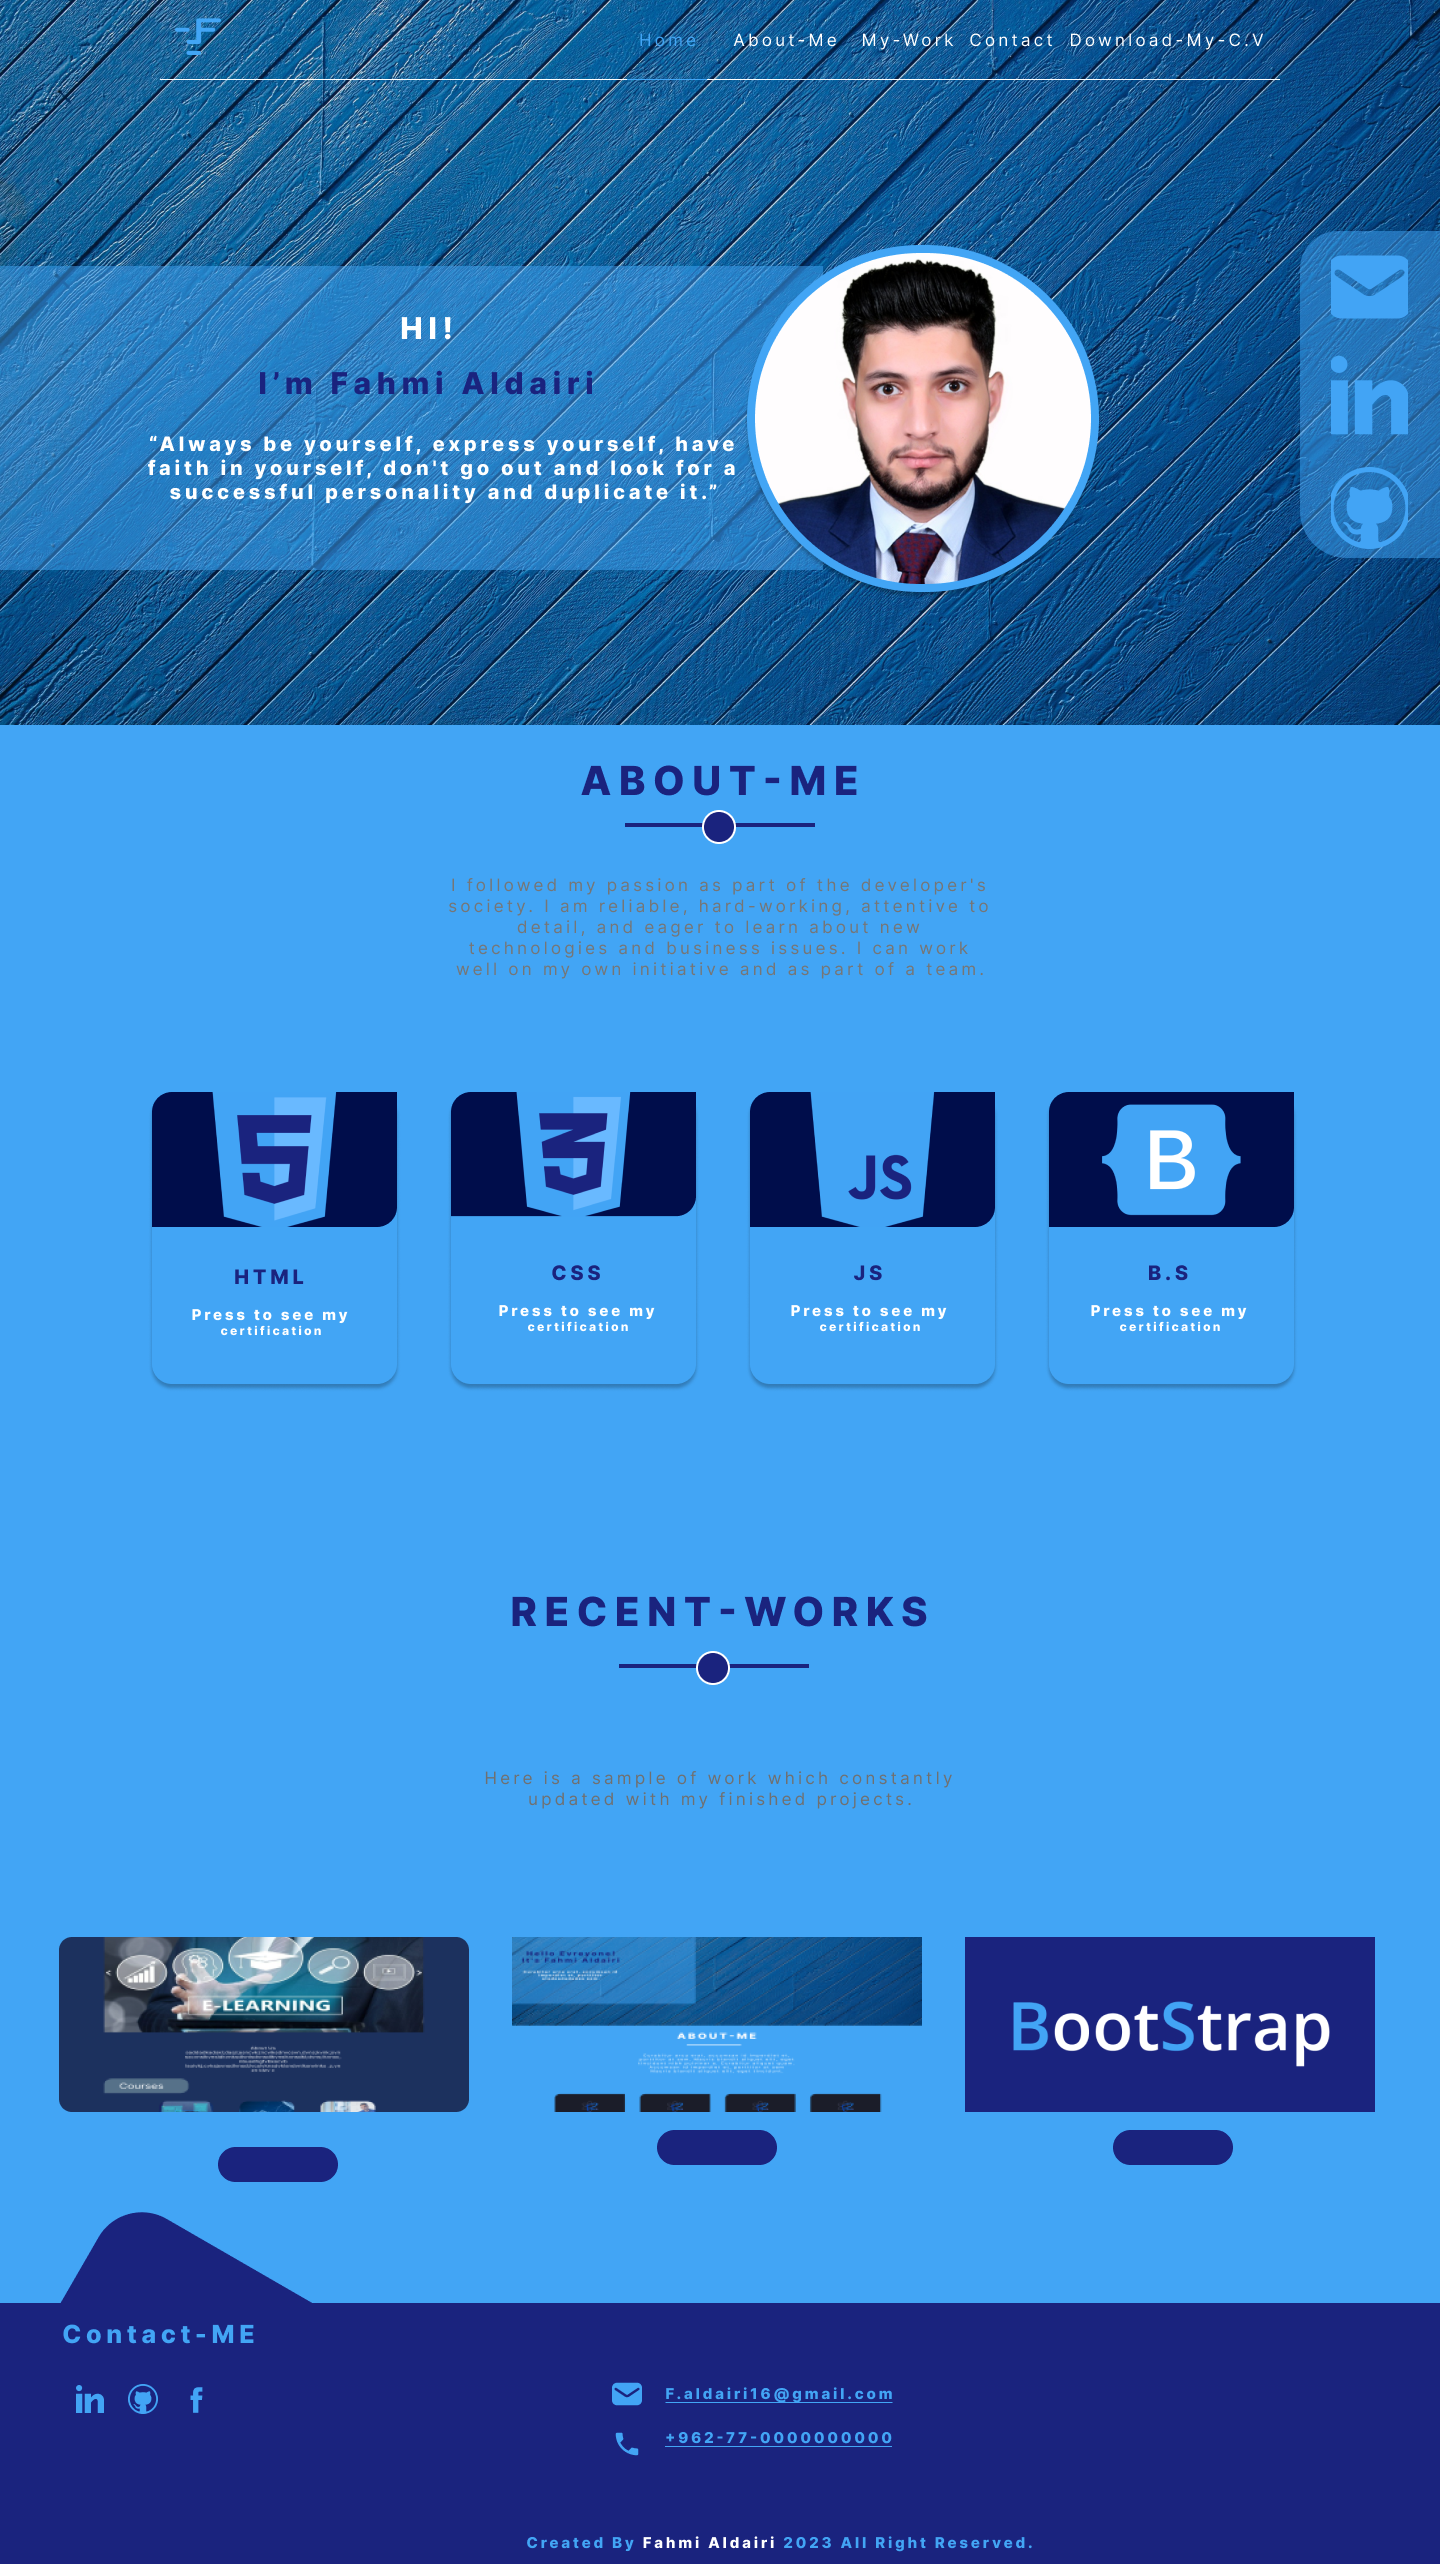 Home About-Me My-Work Contact Download-My-C.V
HI!
I’m Fahmi Aldairi
“Always be yourself, express yourself, have
faith in yourself, don't go out and look for a
successful personality and duplicate it.”
ABOUT-ME
I followed my passion as part of the developer's
society. I am reliable, hard-working, attentive to
detail, and eager to learn about new
technologies and business issues. I can work
well on my own initiative and as part of a team.
JS
B
HTML
Press to see my
certification
CSS
Press to see my
certification
JS
Press to see my
certification
B.S
Press to see my
certification
RECENT-WORKS
Here is a sample of work which constantly
updated with my finished projects.
E-LEARNING
About Us
Courses
Hello Evreyone!
It's Fahmi Aldairi
ABOUT-ME
BootStrap
Contact-ME
F.aldairi16@gmail.com
+962-77-0000000000
Created By Fahmi Aldairi 2023 All Right Reserved.